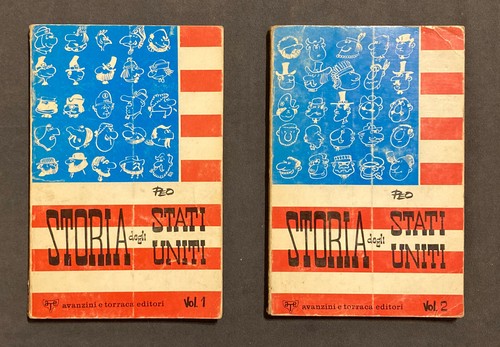 PEO
STORIA degli STATI UNITI
avanzini e torraca editori Vol. 1
PEO
STORIA degli STATI UNITI
avanzini e torraca editori Vol. 2